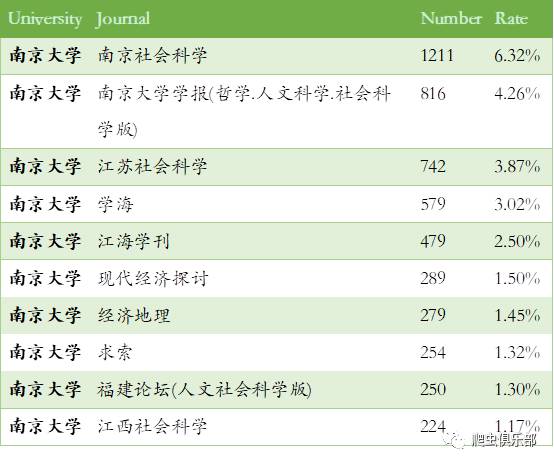 University Journal Number Rate
南京大学 南京社会科学 1211 6.32%
南京大学 南京大学学报(哲学.人文科学.社会科 816 4.26%
学版)
南京大学 江苏社会科学 742 3.87%
南京大学 学海 579 3.02%
南京大学 江海学刊 479 2.50%
南京大学 现代经济探讨 289 1.50%
南京大学 经济地理 279 1.45%
南京大学 求索 254 1.32%
南京大学 福建论坛(人文社会科学版) 250 1.30%
南京大学 江西社会科学 224 1.17%
爬虫俱乐部